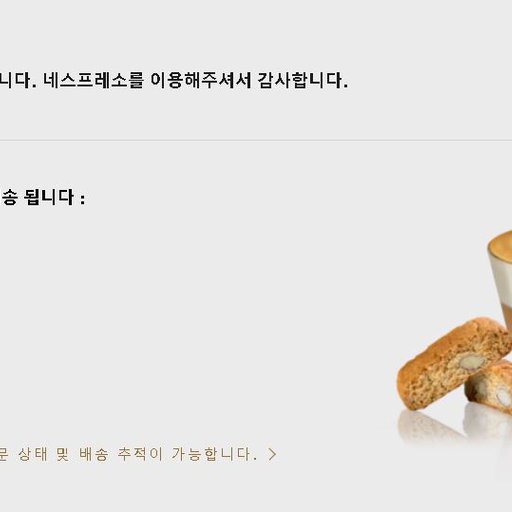 니다. 네스프레소를 이용해주셔서 감사합니다.
송 됩니다 :
문 상태 및 배송 추적이 가능합니다. >